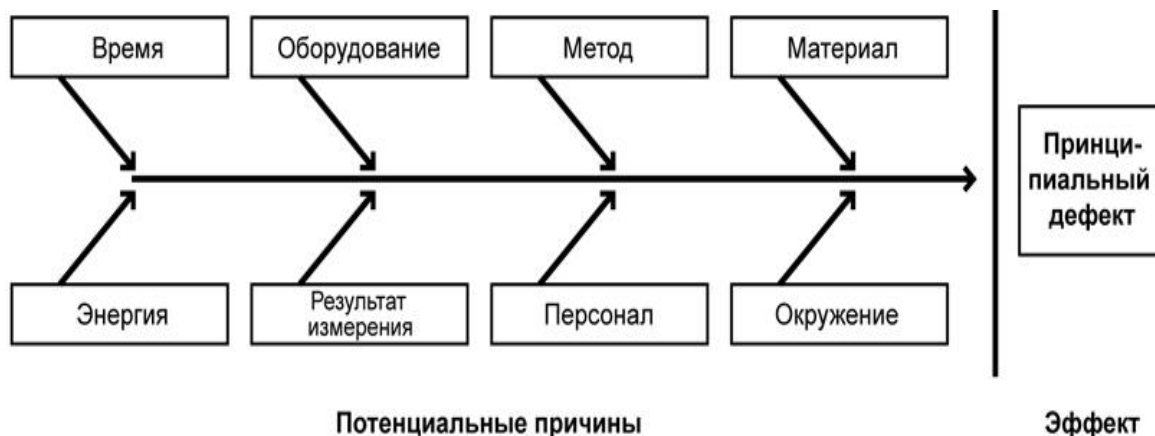 Время
Оборудование
Метод
Материал
Принци-
пиальный
дефект
Энергия
Результат
измерения
Персонал
Окружение
Потенциальные причины
Эффект